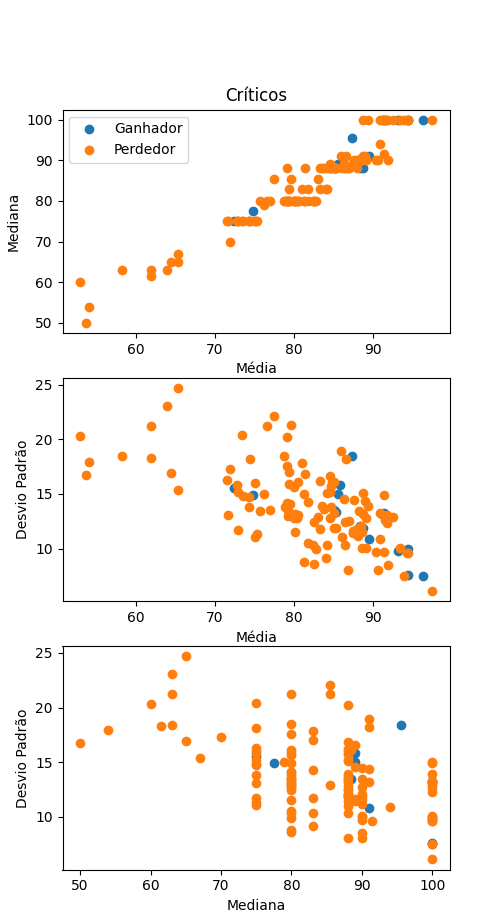 Críticos
Ganhador
Perdedor
Mediana
100
90
80
70
60
50
60 70 80 90
Média
Desvio Padrão
25
20
15
10
60 70 80 90
Média
Desvio Padrão
25
20
15
10
50 60 70 80 90 100
Mediana